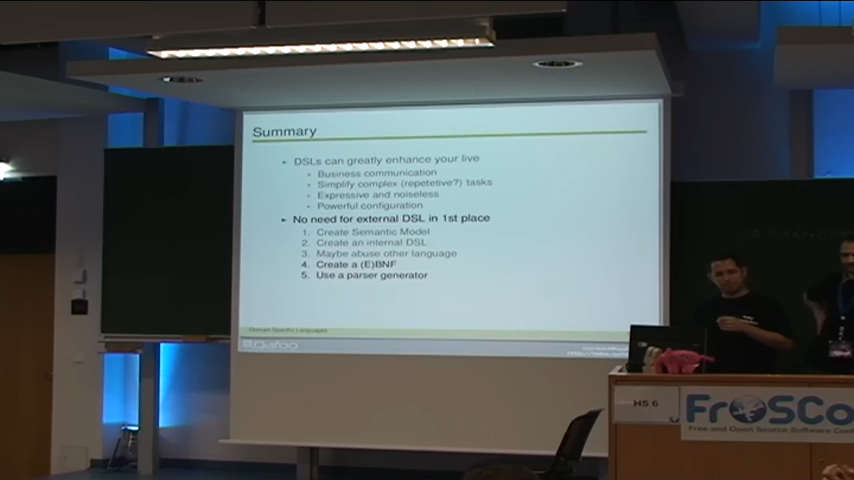 Summary
DSLs can greatly enhance your live
Business communication
Simplify complex (repetetive?) tasks
Expressive and noiseless
Powerful configuration
No need for external DSL in 1st place
1. Create Semantic Model
2. Create an internal DSL
3. Maybe abuse other language
4. Create a (E)BNF
5. Use a parser generator
Domain Specific Languages
Qafoo
HS 6
FrOSCo
Free and Open Source Software Con